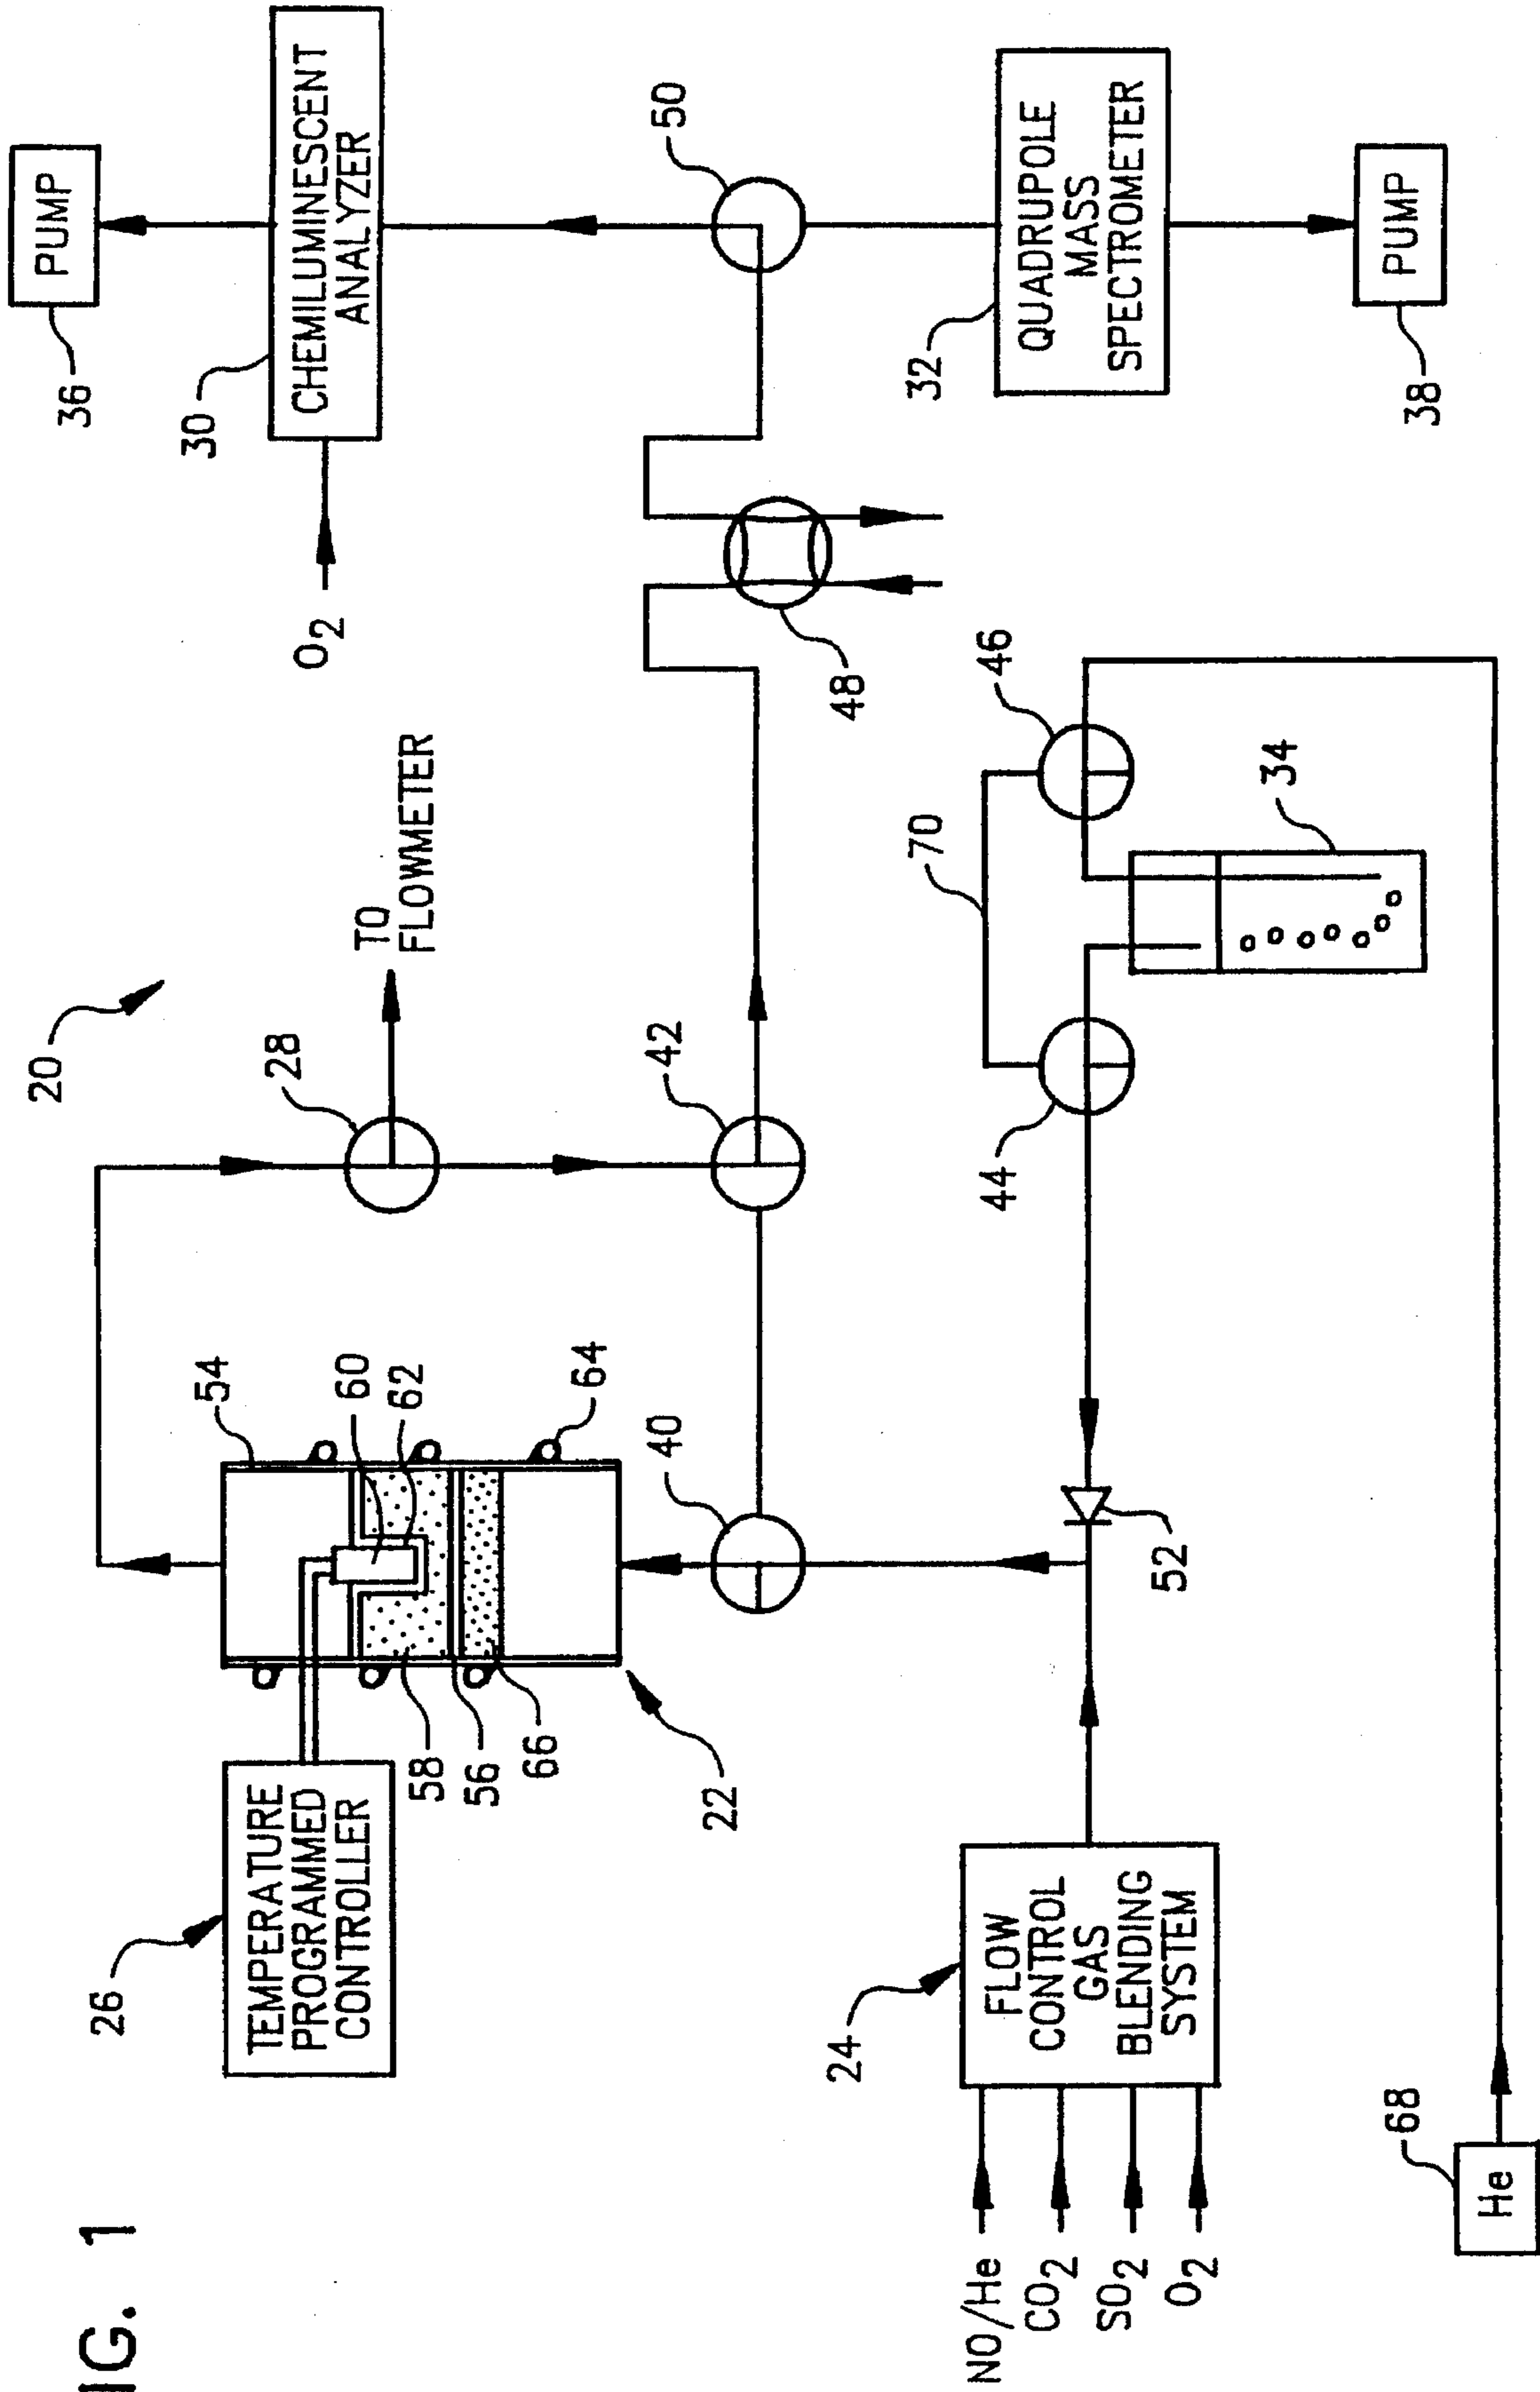 IG. 1
20
26
TEMPERATURE
PROGRAMMED
CONTROLLER
54
60
62
64
58
56
66
22
28
TO
FLOWMETER
40
42
O2
30
CHEMILUMINESCENT
ANALYZER
36
PUMP
48
50
32
QUADRUPOLE
MASS
SPECTROMETER
38
PUMP
24
FLOW
CONTROL
GAS
BLENDING
SYSTEM
NO/He
CO2
SO2
O2
52
44
70
46
34
68
He